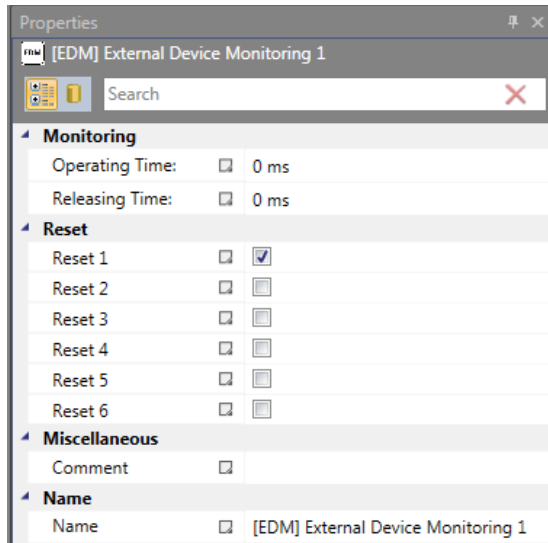 Properties
EDM [EDM] External Device Monitoring 1
Search
Monitoring
Operating Time: 0 ms
Releasing Time: 0 ms
Reset
Reset 1
Reset 2
Reset 3
Reset 4
Reset 5
Reset 6
Miscellaneous
Comment
Name
Name [EDM] External Device Monitoring 1